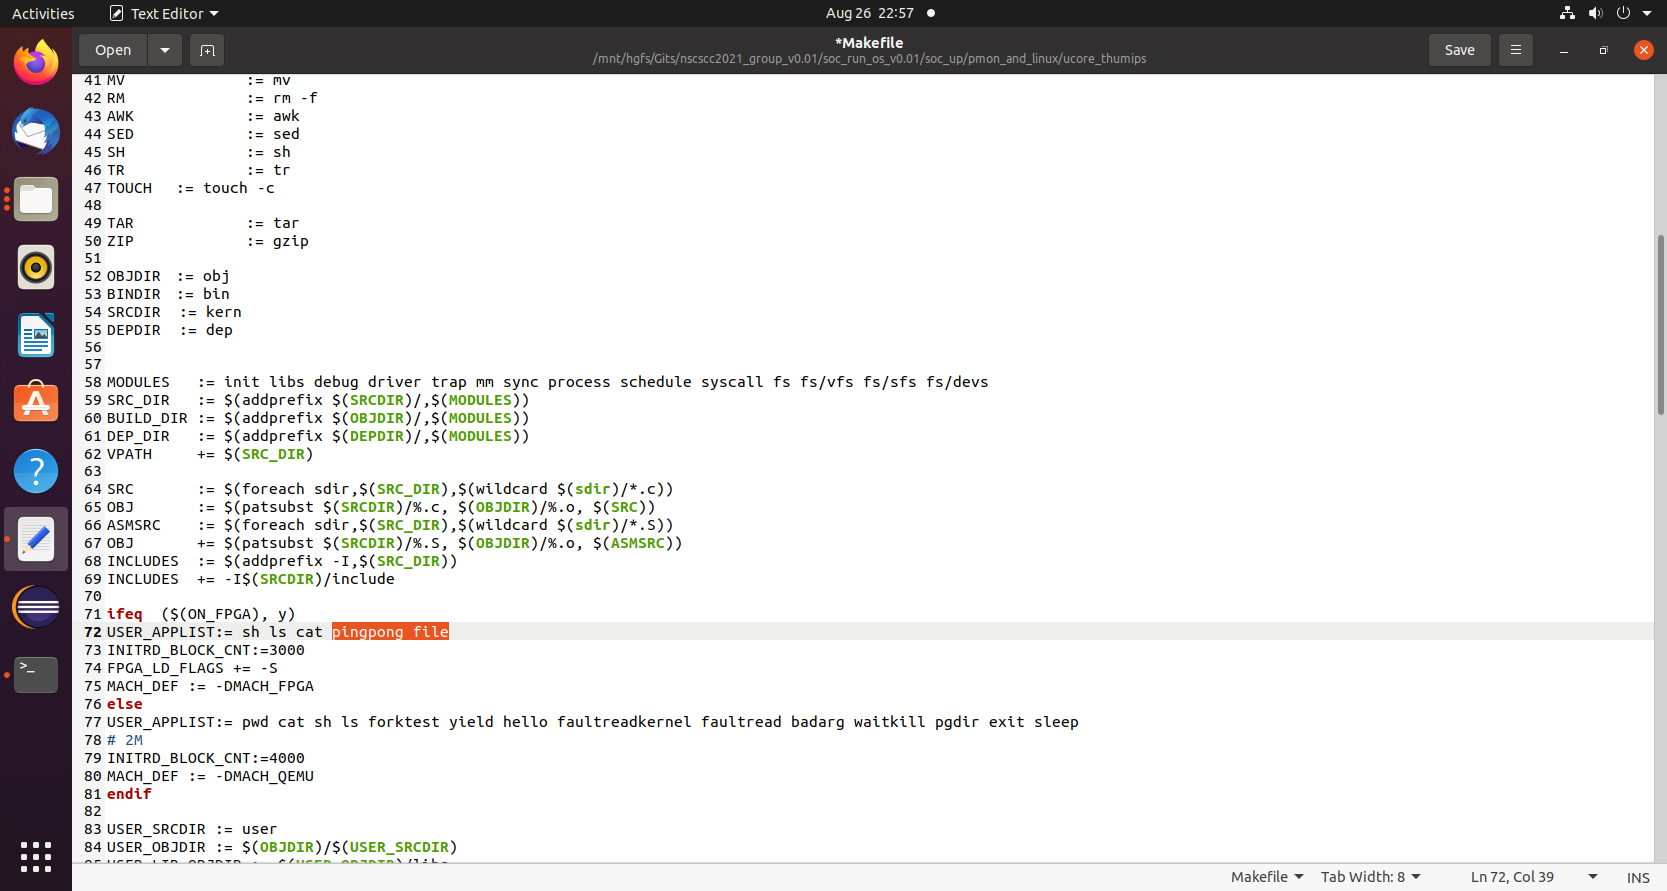 Activities Text Editor Aug 26 22:57
Open *Makefile Save
/mnt/hgfs/Gits/nscscc2021_group_v0.01/soc_run_os_v0.01/soc_up/pmon_and_linux/ucore_thumips
41 MV := mv
42 RM := rm -f
43 AWK := awk
44 SED := sed
45 SH := sh
46 TR := tr
47 TOUCH := touch -c
48
49 TAR := tar
50 ZIP := gzip
51
52 OBJDIR := obj
53 BINDIR := bin
54 SRCDIR := kern
55 DEPDIR := dep
56
57
58 MODULES := init libs debug driver trap mm sync process schedule syscall fs fs/vfs fs/sfs fs/devs
59 SRC_DIR := $(addprefix $(SRCDIR)/,$(MODULES))
60 BUILD_DIR := $(addprefix $(OBJDIR)/,$(MODULES))
61 DEP_DIR := $(addprefix $(DEPDIR)/,$(MODULES))
62 VPATH += $(SRC_DIR)
63
64 SRC := $(foreach sdir,$(SRC_DIR),$(wildcard $(sdir)/*.c))
65 OBJ := $(patsubst $(SRCDIR)/%.c, $(OBJDIR)/%.o, $(SRC))
66 ASMSRC := $(foreach sdir,$(SRC_DIR),$(wildcard $(sdir)/*.S))
67 OBJ += $(patsubst $(SRCDIR)/%.S, $(OBJDIR)/%.o, $(ASMSRC))
68 INCLUDES := $(addprefix -I,$(SRC_DIR))
69 INCLUDES += -I$(SRCDIR)/include
70
71 ifeq ($(ON_FPGA), y)
72 USER_APPLIST:= sh ls cat pingpong file
73 INITRD_BLOCK_CNT:=3000
74 FPGA_LD_FLAGS += -S
75 MACH_DEF := -DMACH_FPGA
76 else
77 USER_APPLIST:= pwd cat sh ls forktest yield hello faultreadkernel faultread badarg waitkill pgdir exit sleep
78 # 2M
79 INITRD_BLOCK_CNT:=4000
80 MACH_DEF := -DMACH_QEMU
81 endif
82
83 USER_SRCDIR := user
84 USER_OBJDIR := $(OBJDIR)/$(USER_SRCDIR)
85 USER_LIB_OBJDIR := $(USER_OBJDIR)/libs
Makefile Tab Width: 8 Ln 72, Col 39 INS